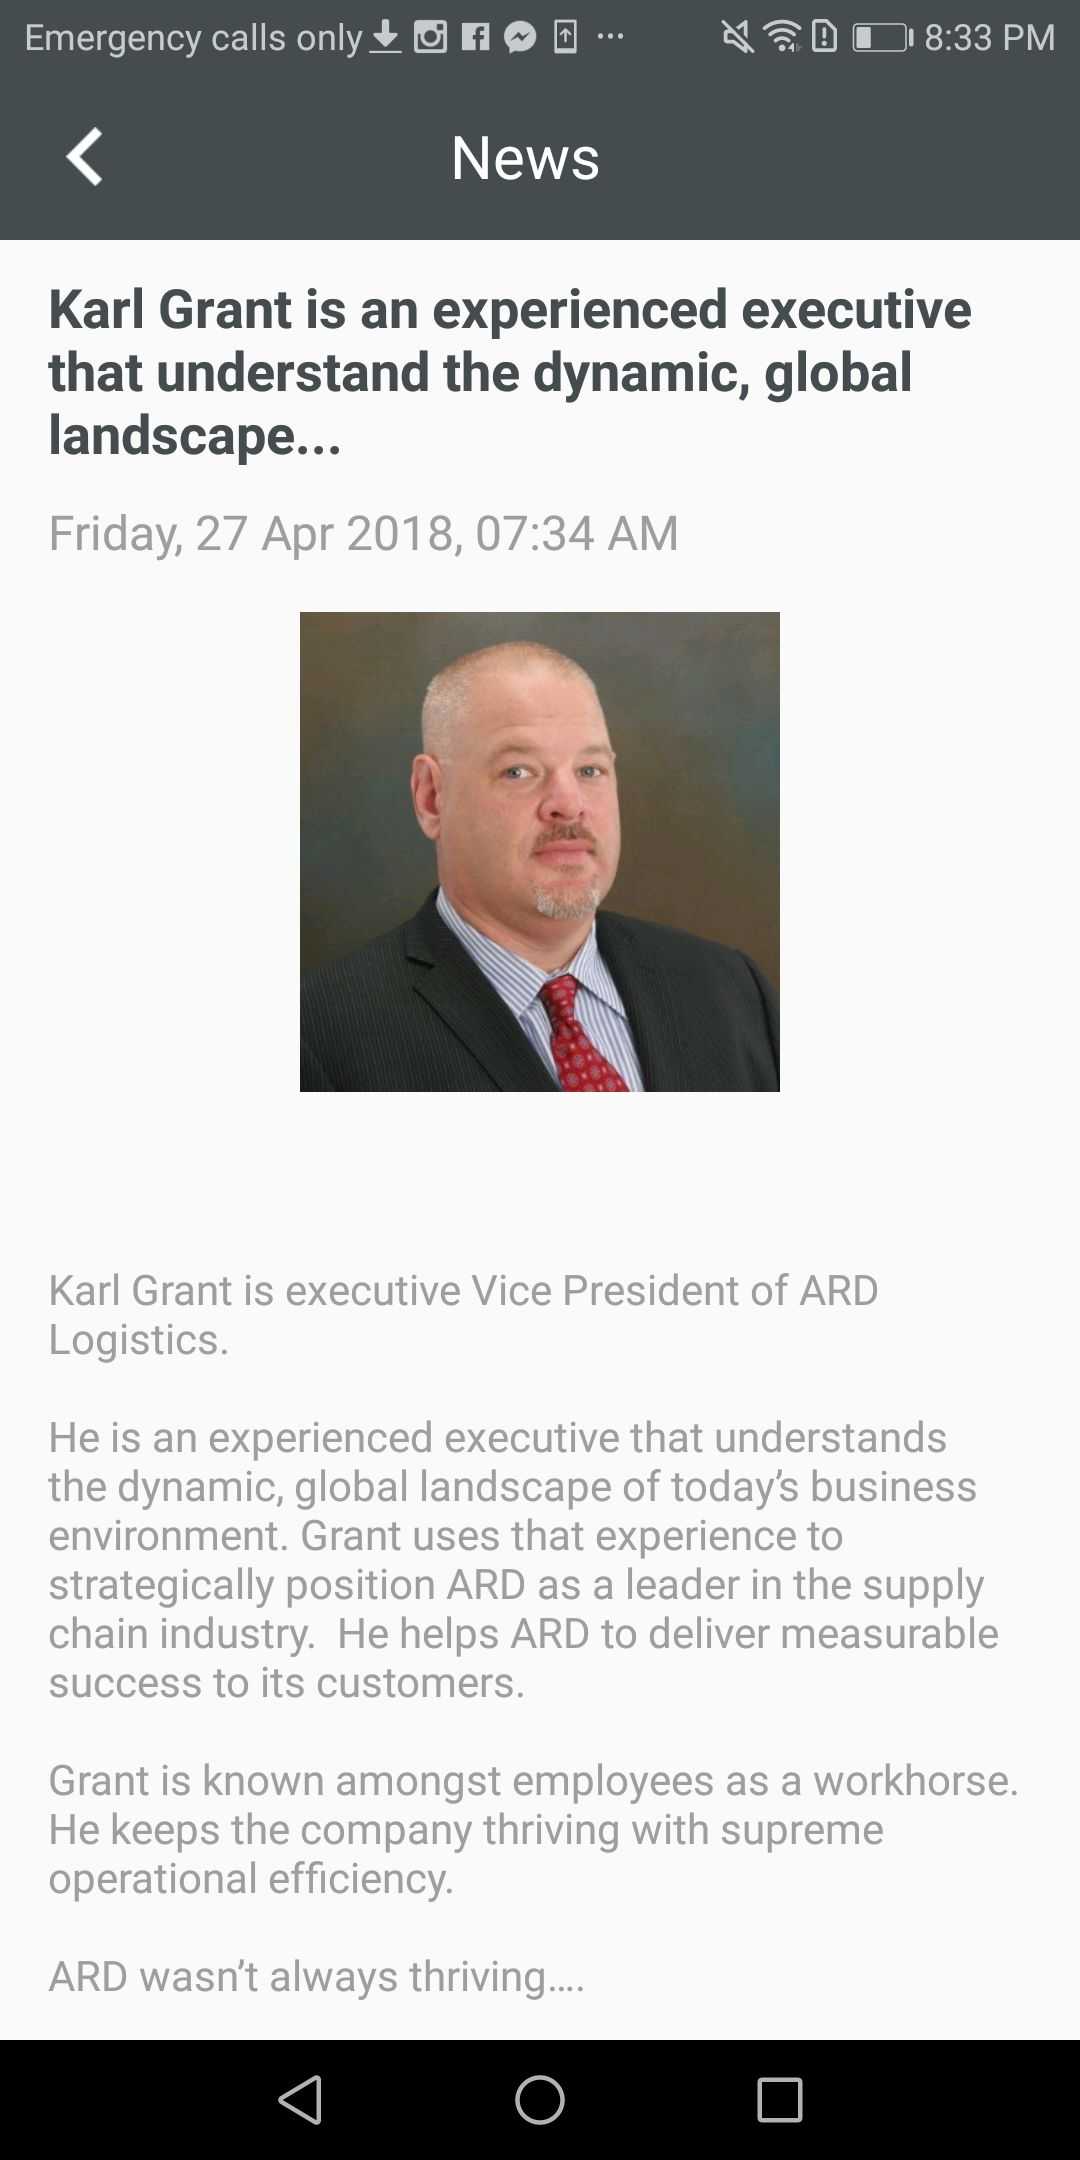 Emergency calls only 8:33 PM
News
Karl Grant is an experienced executive
that understand the dynamic, global
landscape...
Friday, 27 Apr 2018, 07:34 AM
Karl Grant is executive Vice President of ARD
Logistics.
He is an experienced executive that understands
the dynamic, global landscape of today’s business
environment. Grant uses that experience to
strategically position ARD as a leader in the supply
chain industry.  He helps ARD to deliver measurable
success to its customers.
Grant is known amongst employees as a workhorse.
He keeps the company thriving with supreme
operational efficiency.
ARD wasn’t always thriving....